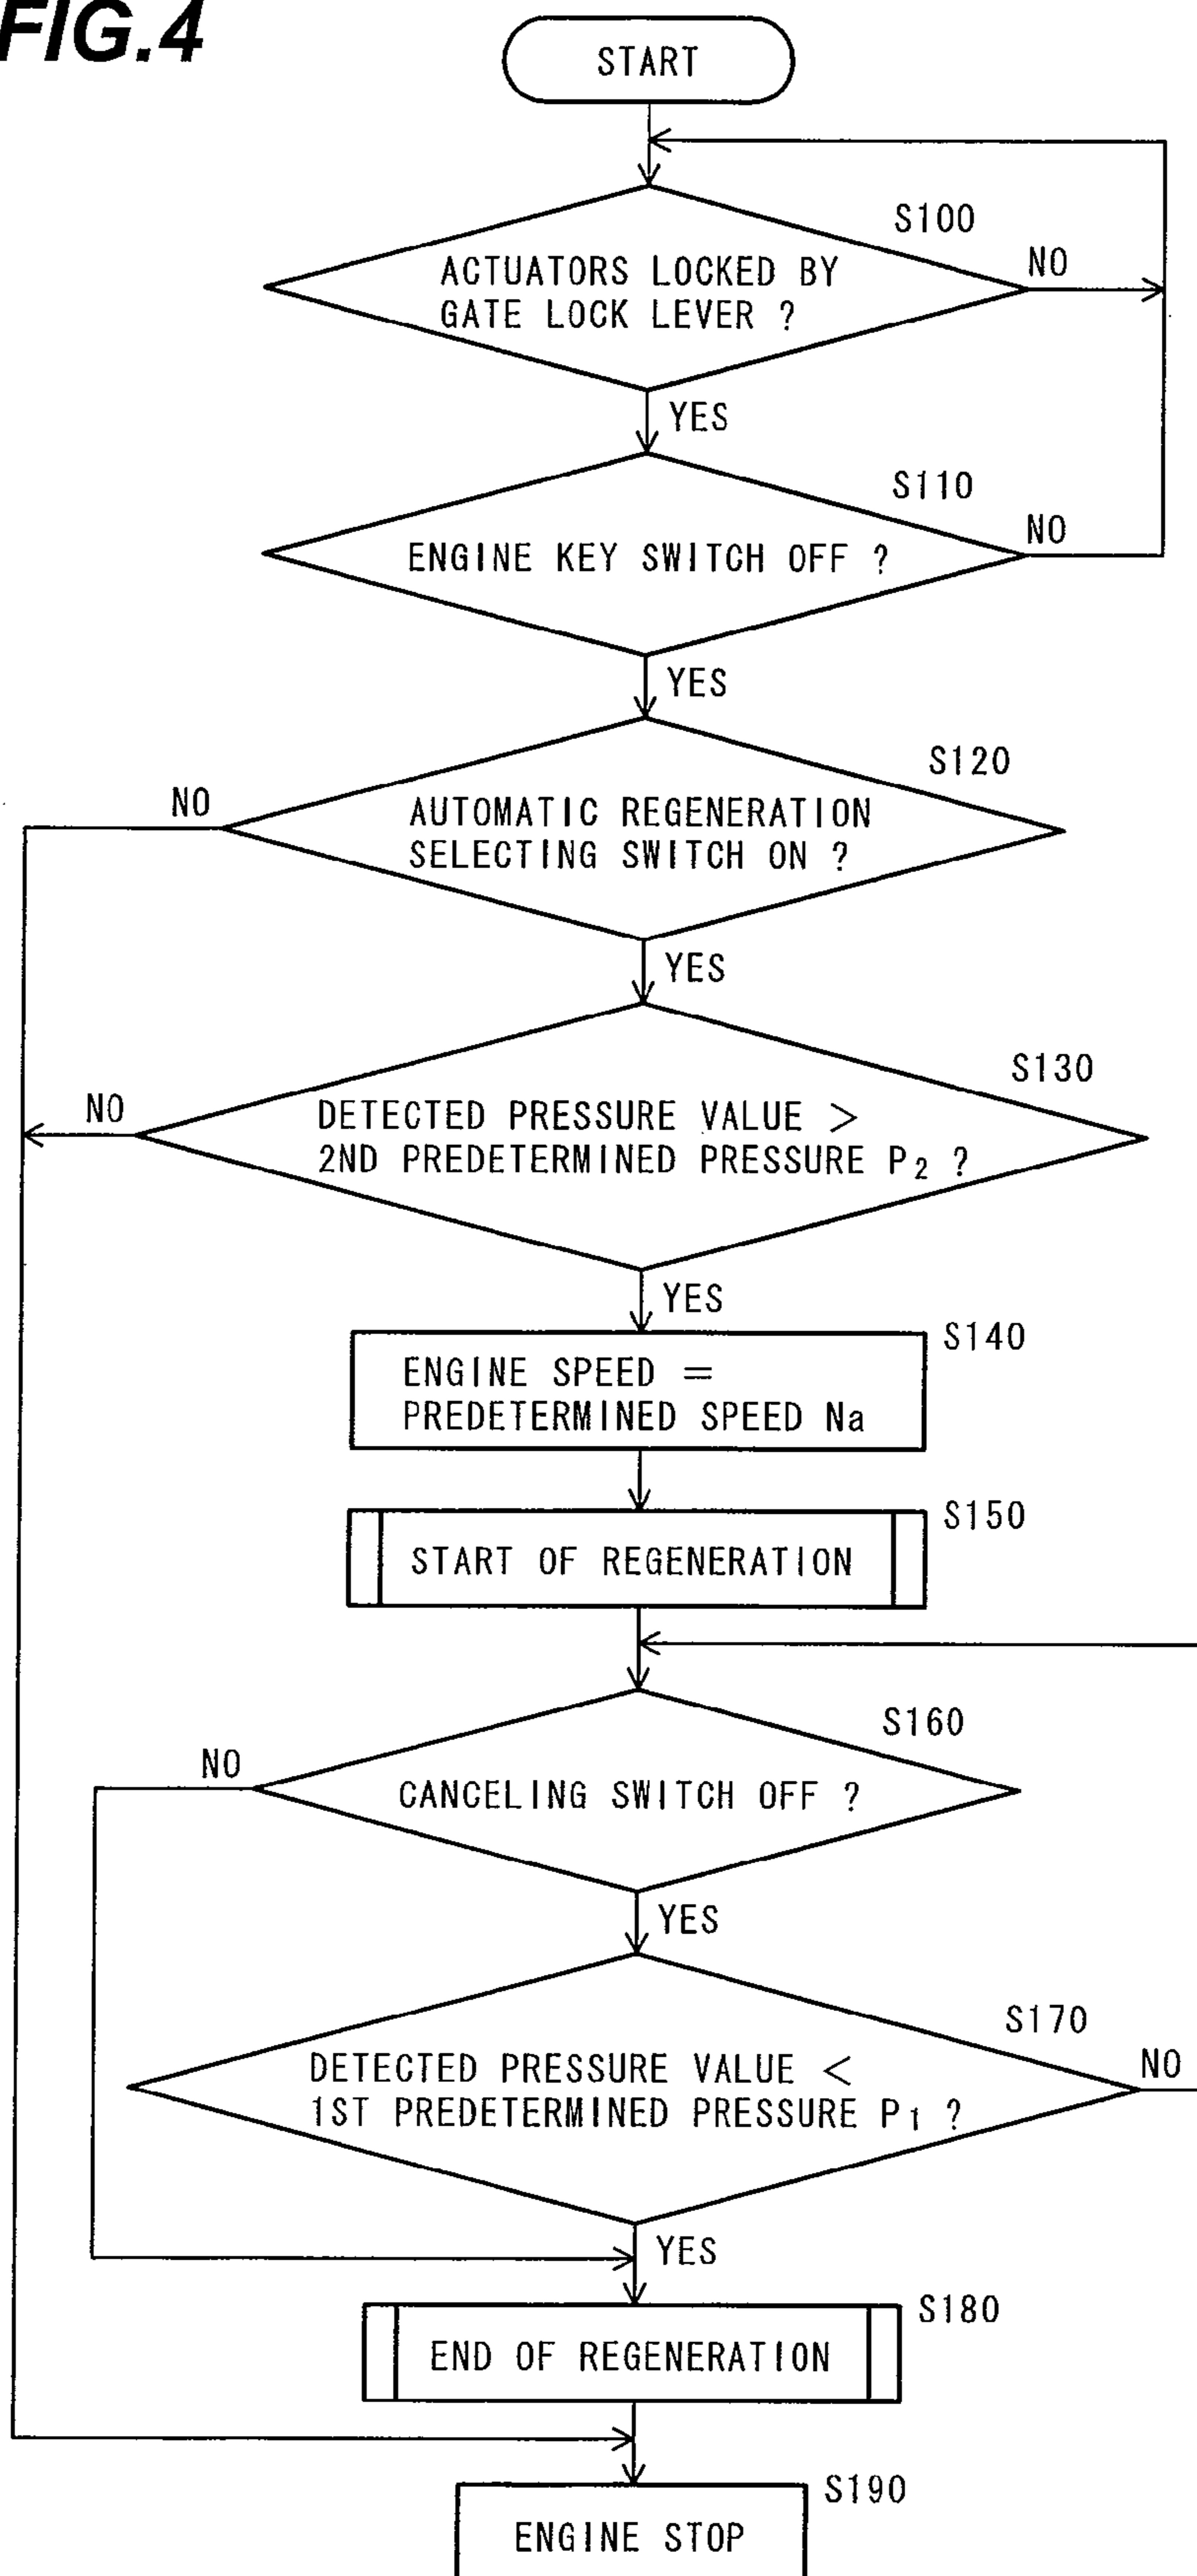 FIG.4
START
S100
ACTUATORS LOCKED BY
GATE LOCK LEVER ?
NO
YES
S110
ENGINE KEY SWITCH OFF ?
NO
YES
S120
NO
AUTOMATIC REGENERATION
SELECTING SWITCH ON ?
YES
S130
NO
DETECTED PRESSURE VALUE >
2ND PREDETERMINED PRESSURE P2 ?
YES
S140
ENGINE SPEED =
PREDETERMINED SPEED Na
S150
START OF REGENERATION
S160
NO
CANCELING SWITCH OFF ?
YES
S170
NO
DETECTED PRESSURE VALUE <
1ST PREDETERMINED PRESSURE P1 ?
YES
S180
END OF REGENERATION
S190
ENGINE STOP